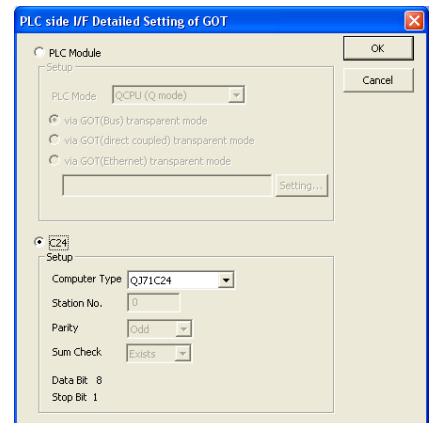 PLC side I/F Detailed Setting of GOT
OK
Cancel
PLC Module
Setup
PLC Mode QCPU (Q mode)
via GOT(Bus) transparent mode
via GOT(direct coupled) transparent mode
via GOT(Ethernet) transparent mode
Setting...
C24
Setup
Computer Type QJ71C24
Station No. 0
Parity Odd
Sum Check Exists
Data Bit 8
Stop Bit 1